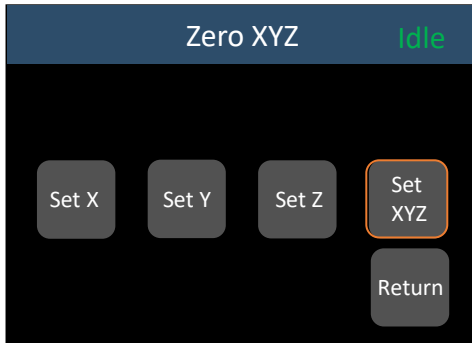 Zero XYZ
Idle
Set X
Set Y
Set Z
Set
XYZ
Return